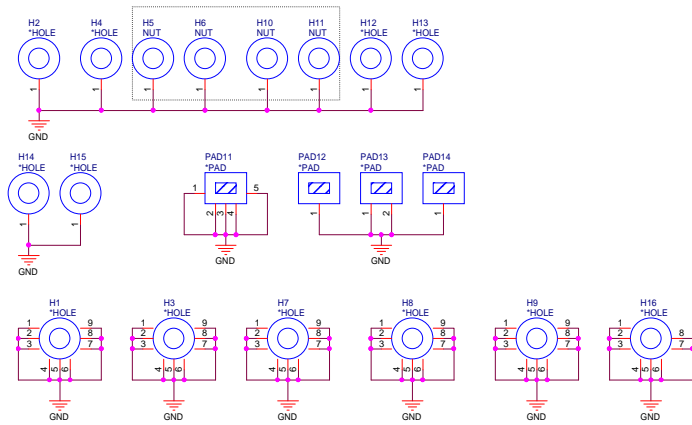 H2 H4 H5 H6 H10 H11 H12 H13
*HOLE *HOLE NUT NUT NUT NUT *HOLE *HOLE
1 1 1 1 1 1 1 1
GND
H14 H15 PAD11 PAD12 PAD13 PAD14
*HOLE *HOLE *PAD *PAD *PAD *PAD
1 5
1 1 2 3 4 1 1 2 1
GND GND GND
H1 H3 H7 H8 H9 H16
*HOLE *HOLE *HOLE *HOLE *HOLE *HOLE
1 9 1 9 1 9 1 9 1 9 1
2 8 2 8 2 8 2 8 2 8 2 8
3 7 3 7 3 7 3 7 3 7 3 7
4 5 6 4 5 6 4 5 6 4 5 6 4 5 6 4 5 6
GND GND GND GND GND GND